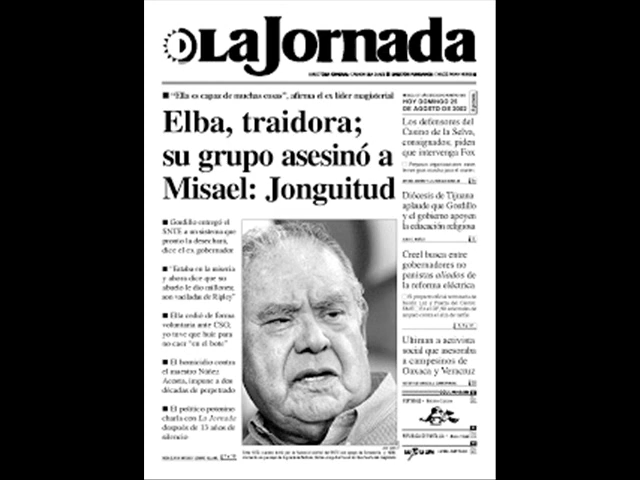 La Jornada
■ "Ella es capaz de muchas cosas", afirma el ex líder magisterial
Elba, traidora;
su grupo asesinó a
Misael: Jonguitud
■ Gordillo entregó el
SNTE a un sistema que
pronto la desechará,
dice el ex gobernador
■ "Estaba en la miseria
y ahora dice que su
abuelo le dio millones;
son vaciladas de Ripley"
■ Ella cedió de forma
voluntaria ante CSG;
yo tuve que huir para
no caer "en el bote"
■ El homicidio contra
el maestro Núñez
Acosta, impune a dos
décadas de perpetrado
■ El político potosino
charla con La Jornada
después de 13 años de
silencio
HOY DOMINGO 25
DE AGOSTO DE 2002
Los defensores del
Casino de la Selva,
consignados; piden
que intervenga Fox
Diócesis de Tijuana
aplaude que Gordillo
y el gobierno apoyen
la educación religiosa
Creel busca entre
gobernadores no
panistas aliados de
la reforma eléctrica
Ultiman a activista
social que asesoraba
a campesinos de
Oaxaca y Veracruz